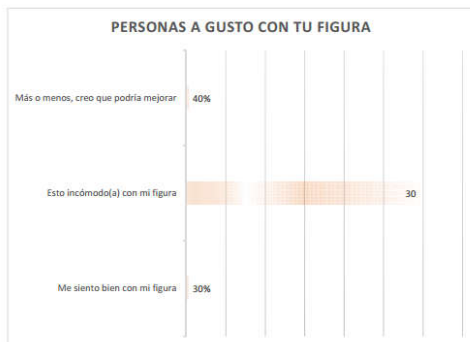 PERSONAS A GUSTO CON TU FIGURA
Más o menos, creo que podría mejorar
40%
Esto incómodo(a) con mi figura
30
Me siento bien con mi figura
30%